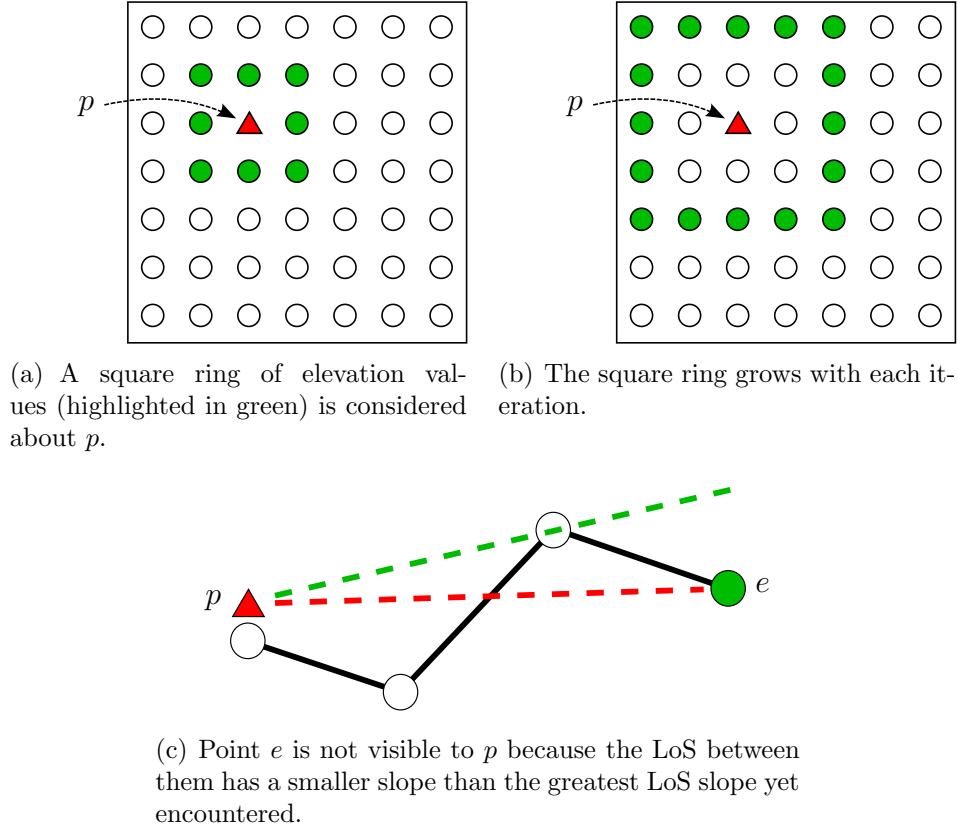 p
p
(a) A square ring of elevation val-
ues (highlighted in green) is considered
about p.
(b) The square ring grows with each it-
eration.
p
e
(c) Point e is not visible to p because the LoS between
them has a smaller slope than the greatest LoS slope yet
encountered.